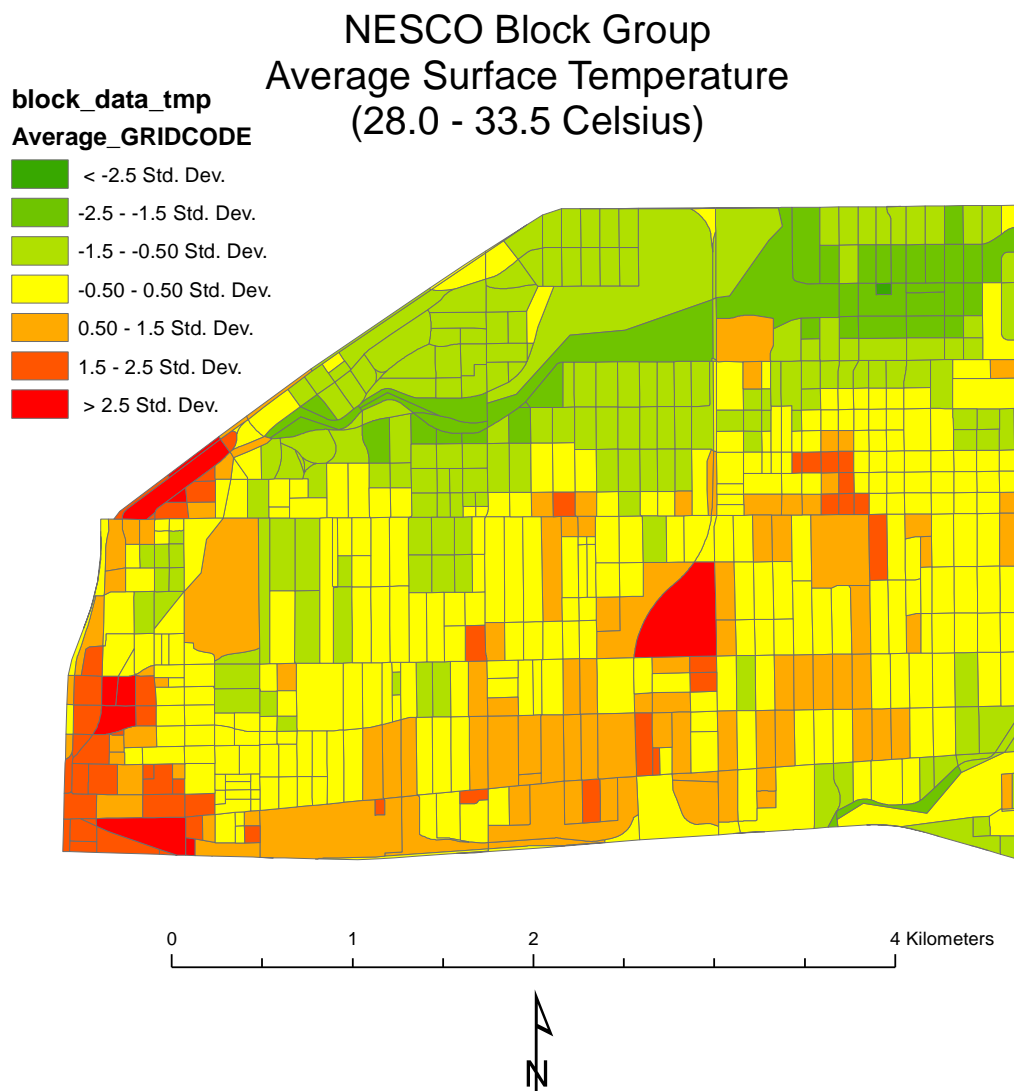 NESCO Block Group
Average Surface Temperature
(28.0 - 33.5 Celsius)
block_data_tmp
Average_GRIDCODE
< -2.5 Std. Dev.
-2.5 - -1.5 Std. Dev.
-1.5 - -0.50 Std. Dev.
-0.50 - 0.50 Std. Dev.
0.50 - 1.5 Std. Dev.
1.5 - 2.5 Std. Dev.
> 2.5 Std. Dev.
0 1 2 4 Kilometers
N